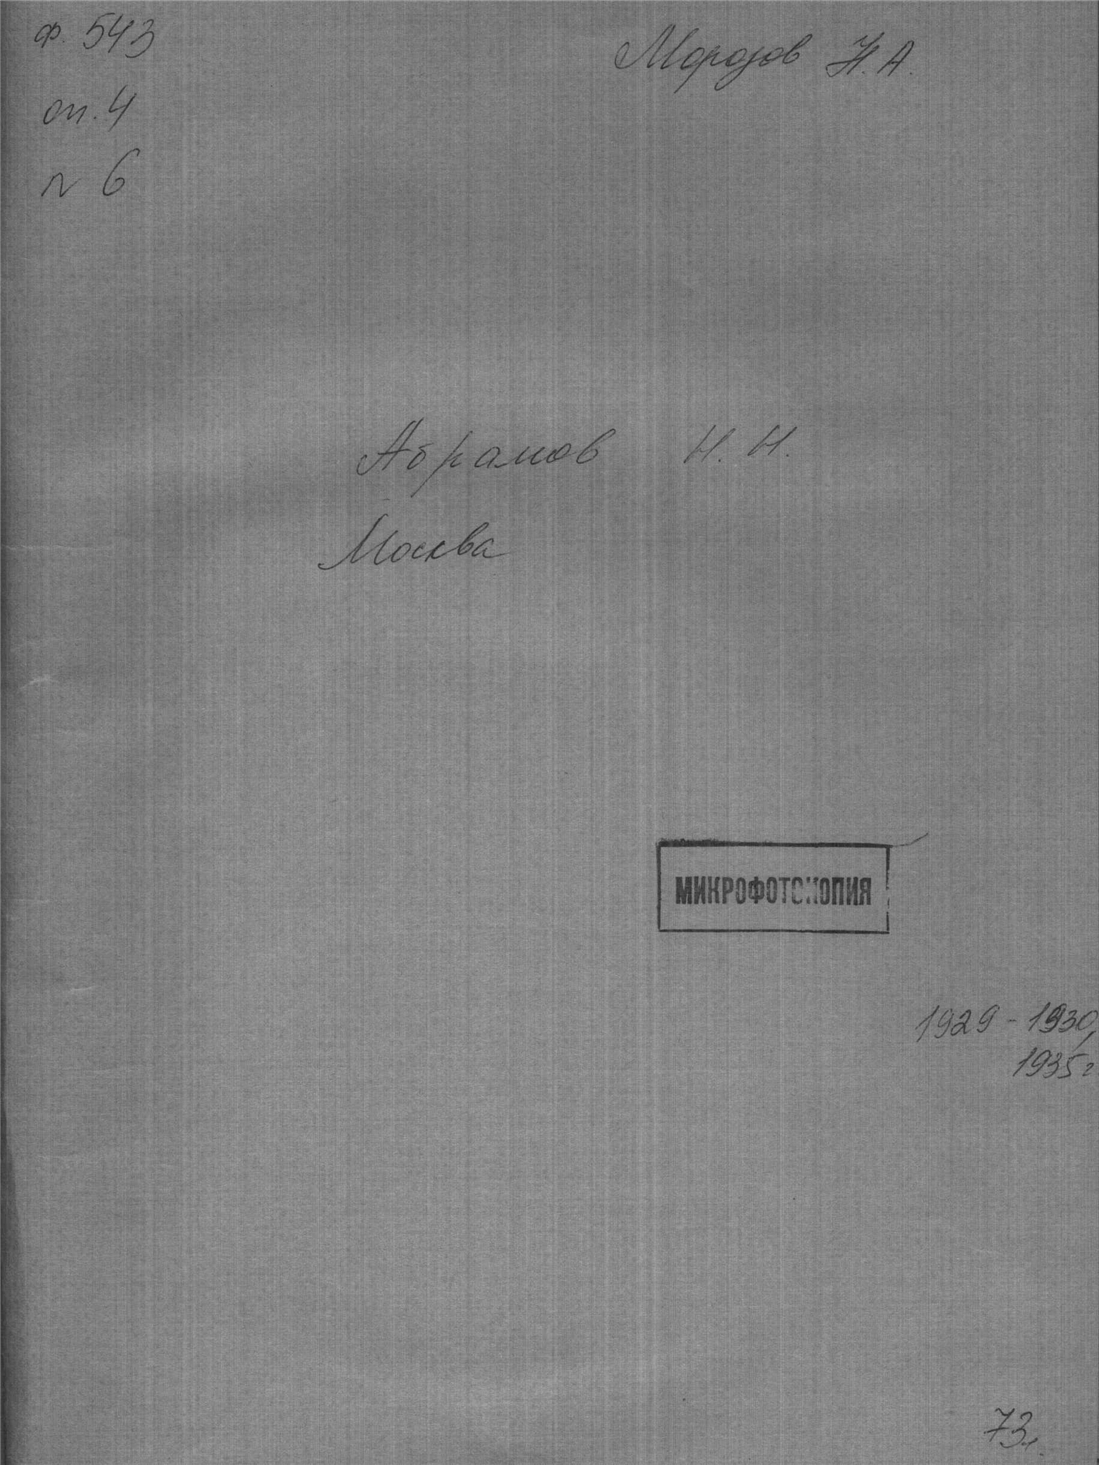 ф. 543
оп. 4
№ 6
Морозов Н. А.
Абрамов Н. Н.
Москва
МИКРОФОТОКОПИЯ
1929 - 1930,
1935 г
73 л.